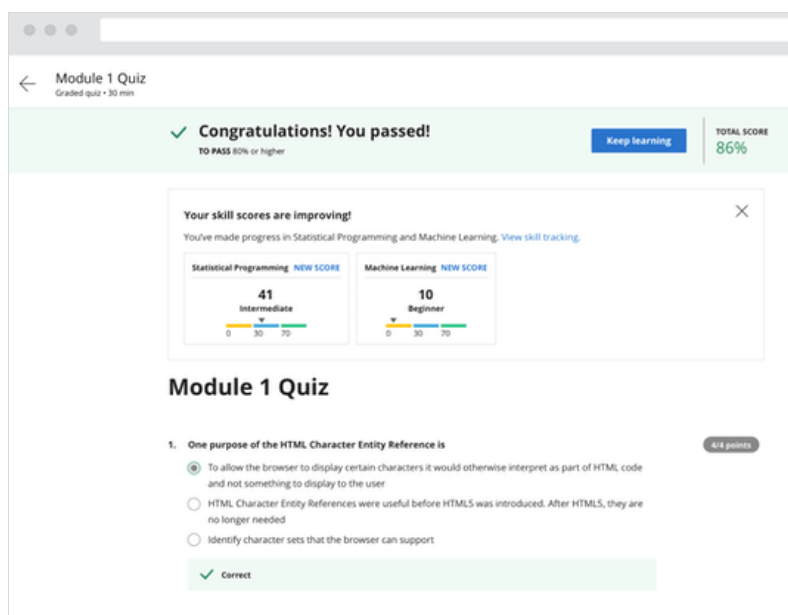 Module 1 Quiz
Graded quiz • 30 min
Congratulations! You passed!
TO PASS 80% or higher
Keep learning
TOTAL SCORE
86%
Your skill scores are improving!
You've made progress in Statistical Programming and Machine Learning. View skill tracking.
Statistical Programming NEW SCORE
41
Intermediate
0 30 70
Machine Learning NEW SCORE
10
Beginner
0 30 70
Module 1 Quiz
1. One purpose of the HTML Character Entity Reference is
4/4 points
To allow the browser to display certain characters it would otherwise interpret as part of HTML code
and not something to display to the user
HTML Character Entity References were useful before HTML5 was introduced. After HTML5, they are
no longer needed
Identify character sets that the browser can support
Correct